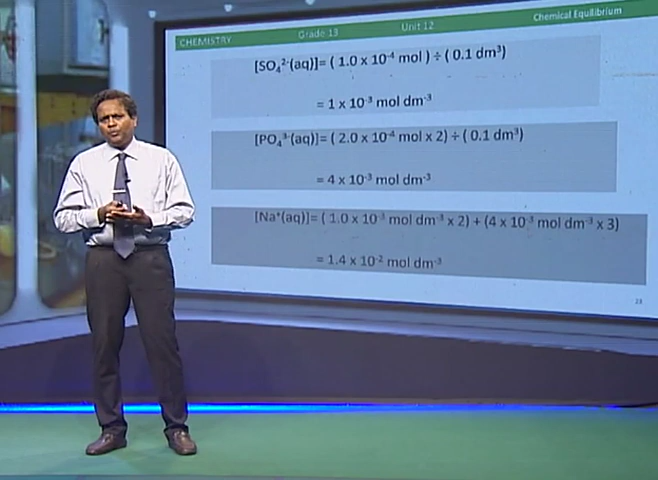 CHEMISTRY Grade 13 Unit 12 Chemical Equilibrium
[SO₄²⁻(aq)]= ( 1.0 x 10⁻⁴ mol ) ÷ ( 0.1 dm³)
= 1 x 10⁻³ mol dm⁻³
[PO₄³⁻(aq)]= ( 2.0 x 10⁻⁴ mol x 2) ÷ ( 0.1 dm³)
= 4 x 10⁻³ mol dm⁻³
[Na⁺(aq)]= ( 1.0 x 10⁻³ mol dm⁻³ x 2) + (4 x 10⁻³ mol dm⁻³ x 3)
= 1.4 x 10⁻² mol dm⁻³
23